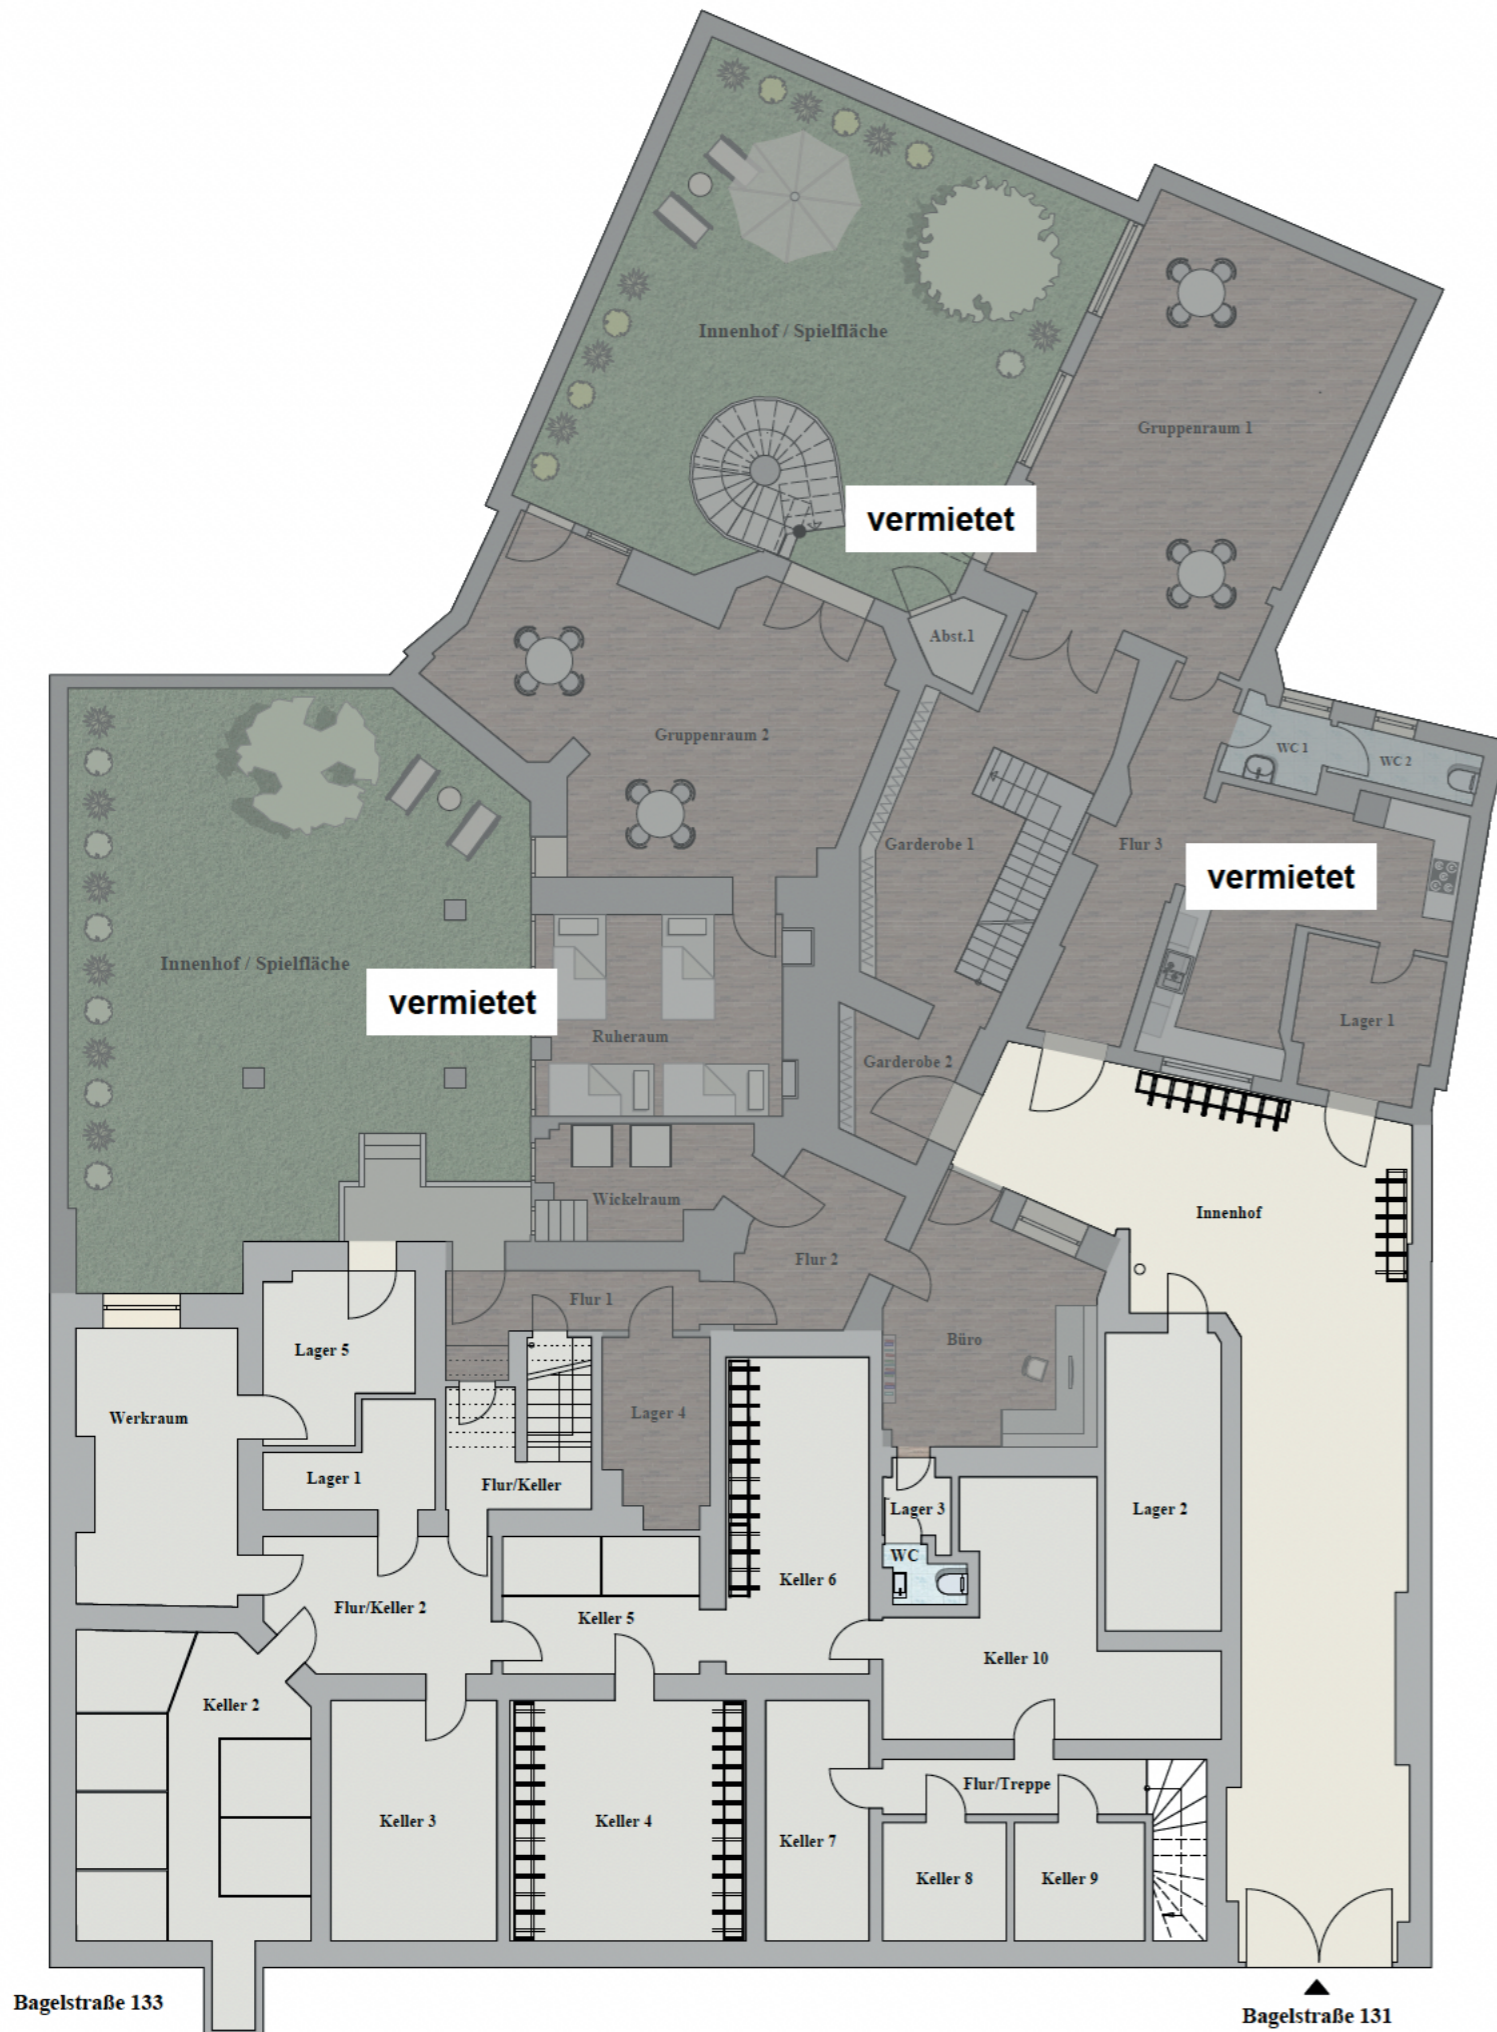 Innenhof / Spielfläche
Gruppenraum 1
vermietet
Abst.1
Gruppenraum 2
WC 1
WC 2
Garderobe 1
Flur 3
vermietet
Innenhof / Spielfläche
vermietet
Ruheraum
Lager 1
Garderobe 2
Wickelraum
Innenhof
Flur 2
Flur 1
Büro
Lager 5
Werkraum
Lager 4
Lager 1
Flur/Keller
Lager 3
Lager 2
WC
Keller 6
Flur/Keller 2
Keller 5
Keller 10
Keller 2
Flur/Treppe
Keller 3
Keller 4
Keller 7
Keller 8
Keller 9
Bagelstraße 133
Bagelstraße 131